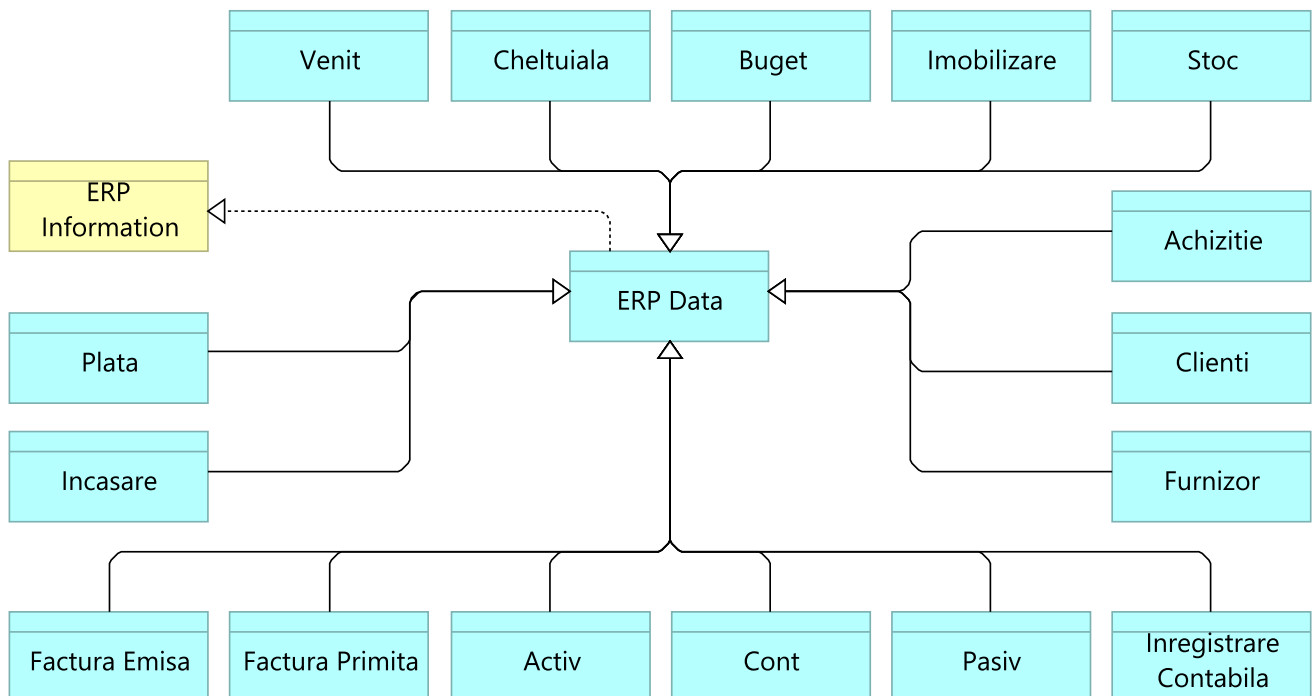 Venit
Cheltuiala
Buget
Imobilizare
Stoc
ERP
Information
Achizitie
ERP Data
Plata
Clienti
Incasare
Furnizor
Factura Emisa
Factura Primita
Activ
Cont
Pasiv
Inregistrare
Contabila